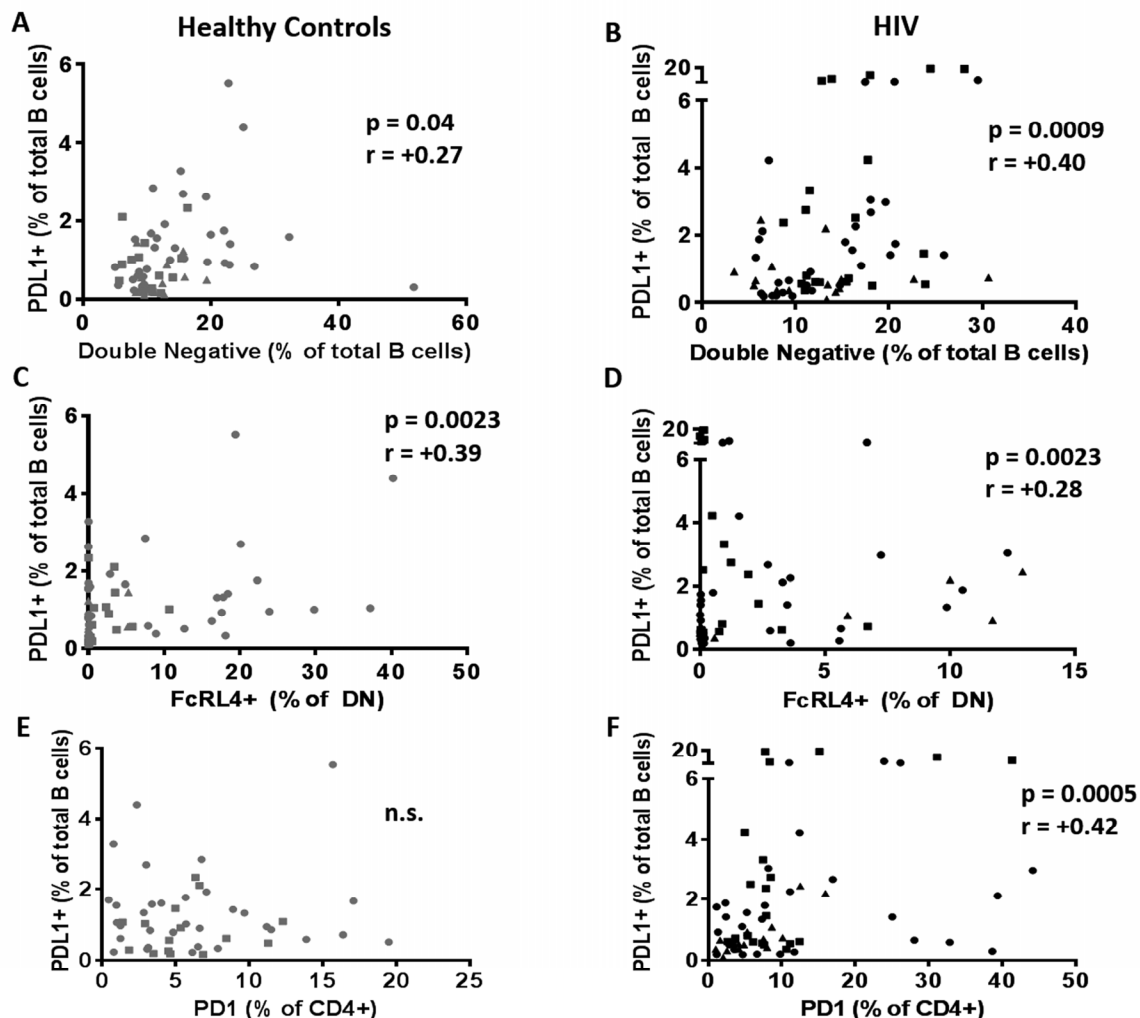 A
Healthy Controls
PDL1+ (% of total B cells)
6
4
2
0
p = 0.04
r = +0.27
0 20 40 60
Double Negative (% of total B cells)
B
HIV
PDL1+ (% of total B cells)
20
1
6
4
2
0
p = 0.0009
r = +0.40
0 10 20 30 40
Double Negative (% of total B cells)
C
PDL1+ (% of total B cells)
6
4
2
0
p = 0.0023
r = +0.39
0 10 20 30 40 50
FcRL4+ (% of DN)
D
PDL1+ (% of total B cells)
20
6
4
2
0
p = 0.0023
r = +0.28
0 5 10 15
FcRL4+ (% of DN)
E
PDL1+ (% of total B cells)
6
4
2
0
n.s.
0 5 10 15 20 25
PD1 (% of CD4+)
F
PDL1+ (% of total B cells)
20
6
4
2
0
p = 0.0005
r = +0.42
0 10 20 30 40 50
PD1 (% of CD4+)